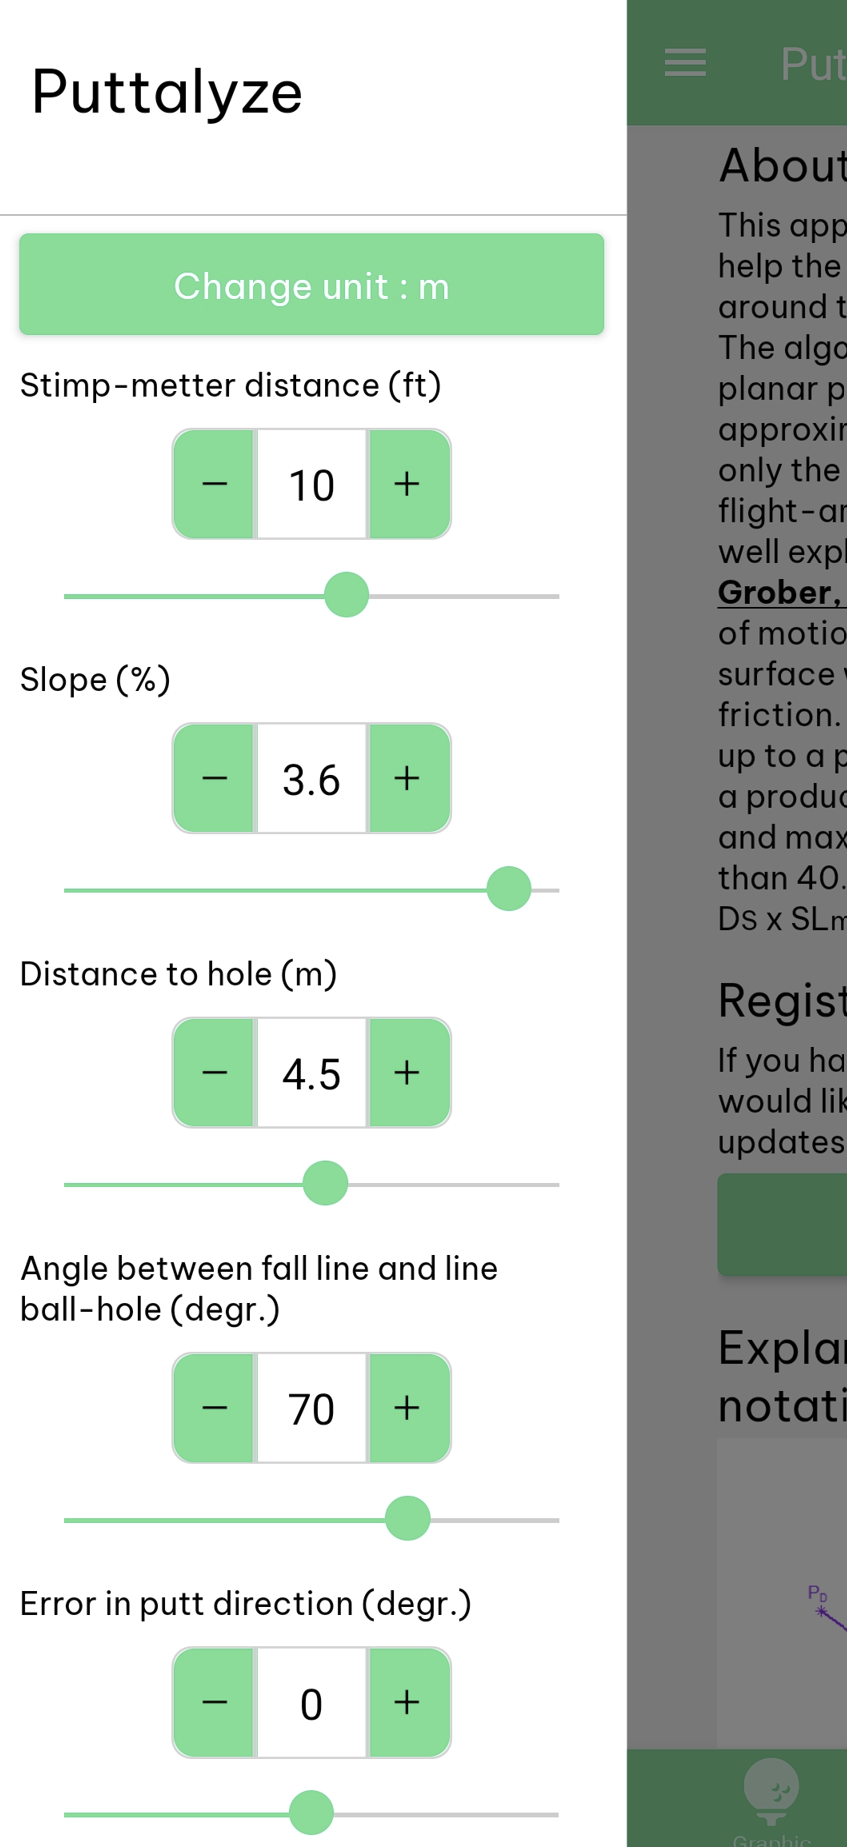 Puttalyze
Change unit : m
Stimp-metter distance (ft)
− 10 +
Slope (%)
− 3.6 +
Distance to hole (m)
− 4.5 +
Angle between fall line and line
ball-hole (degr.)
− 70 +
Error in putt direction (degr.)
− 0 +
Put
About
This app
help the
around t
The algo
planar p
approxin
only the
flight-ar
well expl
Grober,
of motio
surface w
friction.
up to a p
a produc
and max
than 40.
DS x SLm
Regist
If you ha
would lik
updates
Explan
notati
PD
Graphic